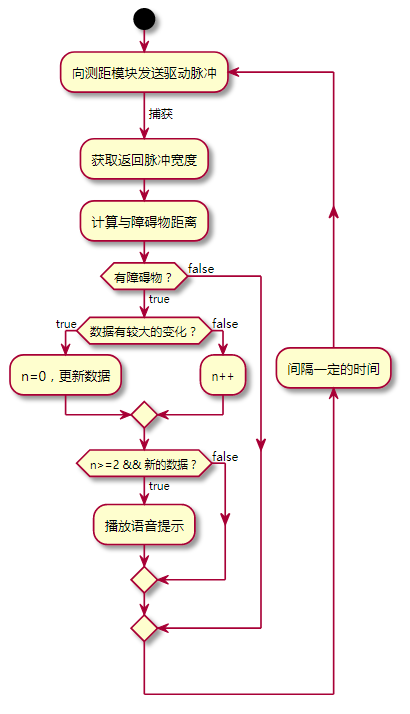 向测距模块发送驱动脉冲
捕获
获取返回脉冲宽度
计算与障碍物距离
有障碍物？
false
true
数据有较大的变化？
true
false
n=0，更新数据
n++
间隔一定的时间
n>=2 && 新的数据？
false
true
播放语音提示